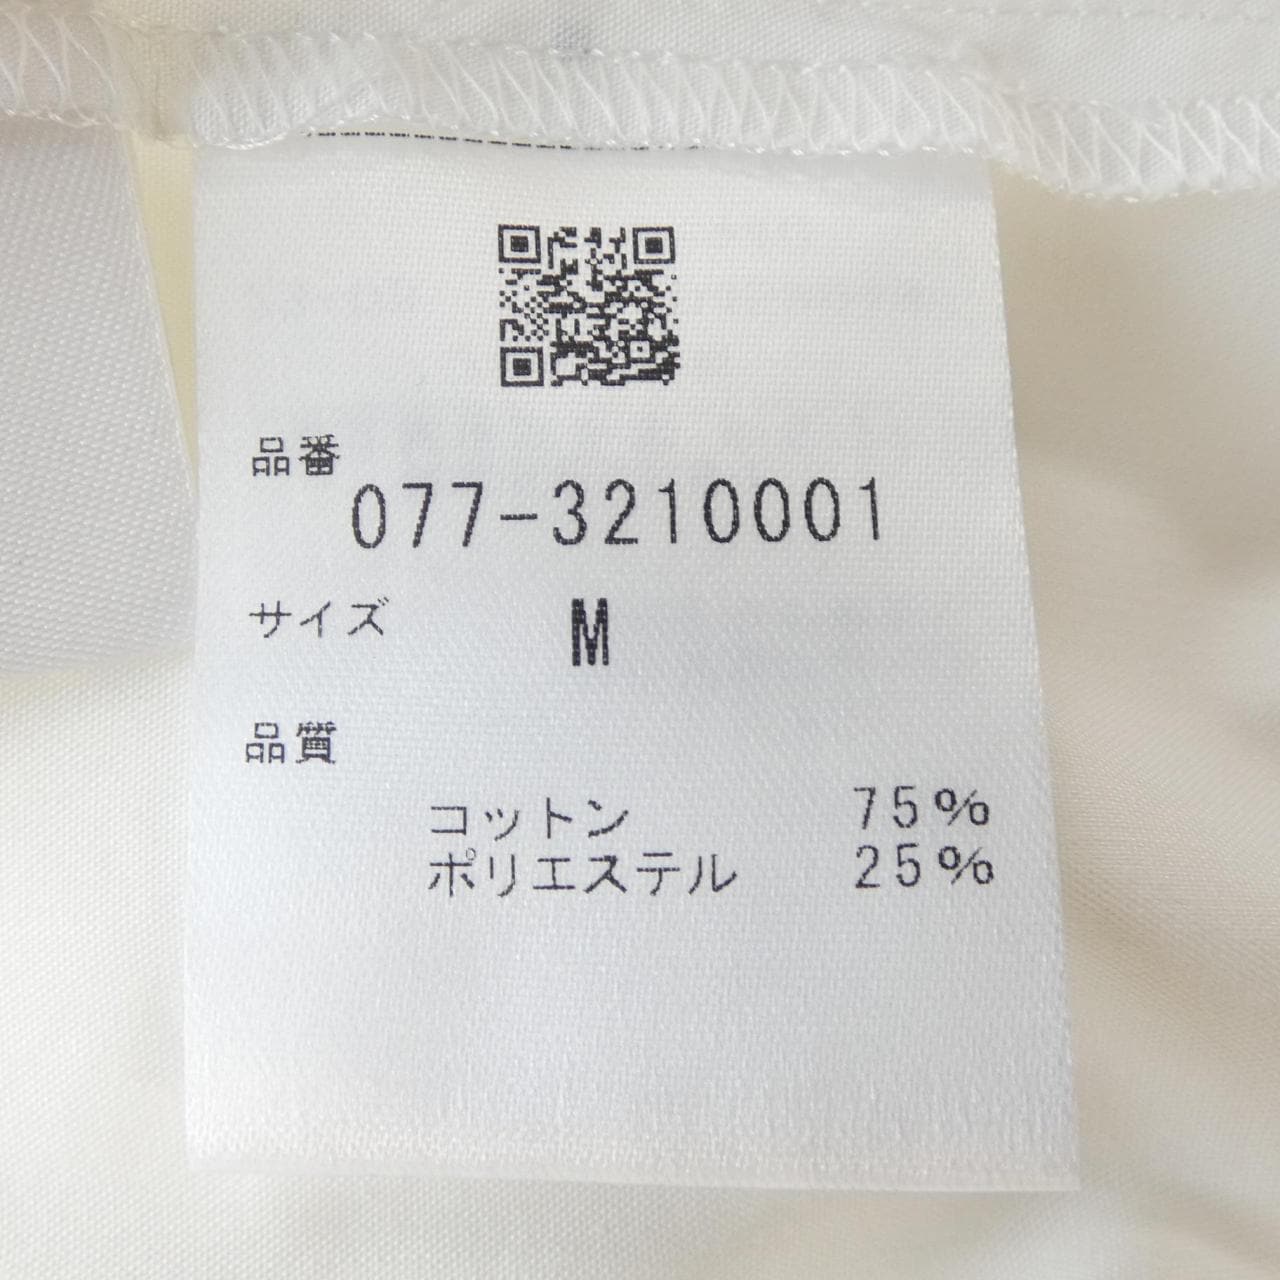 品番
077-3210001
サイズ M
品質
コットン 75%
ポリエステル 25%